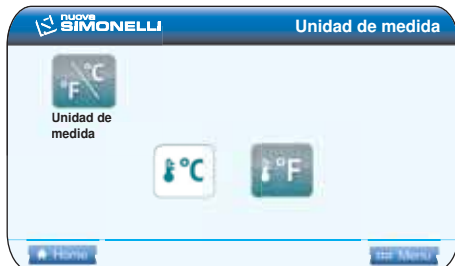 nuova
SIMONELLI
Unidad de medida
°F °C
Unidad de
medida
°C
°F
Home
Menu